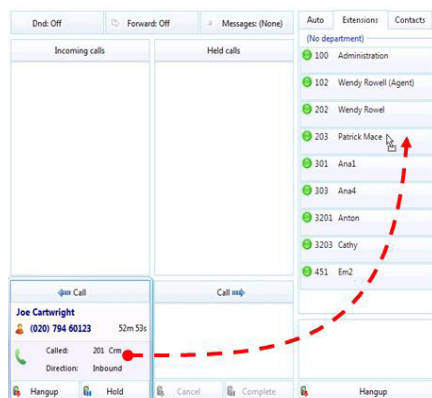 Dnd: Off
Forward: Off
Messages: (None)
Auto
Extensions
Contacts
(No department)
Incoming calls
Held calls
100 Administration
102 Wendy Rowell (Agent)
202 Wendy Rowel
203 Patrick Mace
301 Ana1
303 Ana4
3201 Anton
3203 Cathy
451 Em2
Call
Call
Joe Cartwright
(020) 794 60123 52m 53s
Called: 201 Crm
Direction: Inbound
Hangup
Hold
Cancel
Complete
Hangup